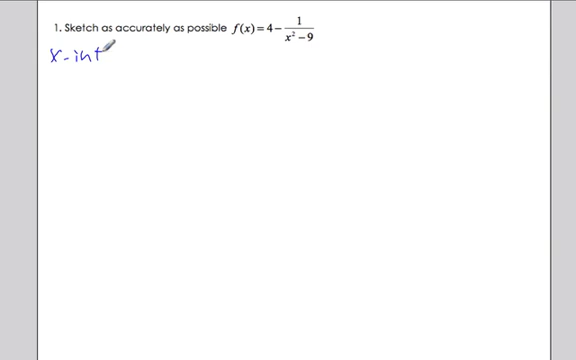 1. Sketch as accurately as possible f(x) = 4 − 1/(x² − 9)
x-int